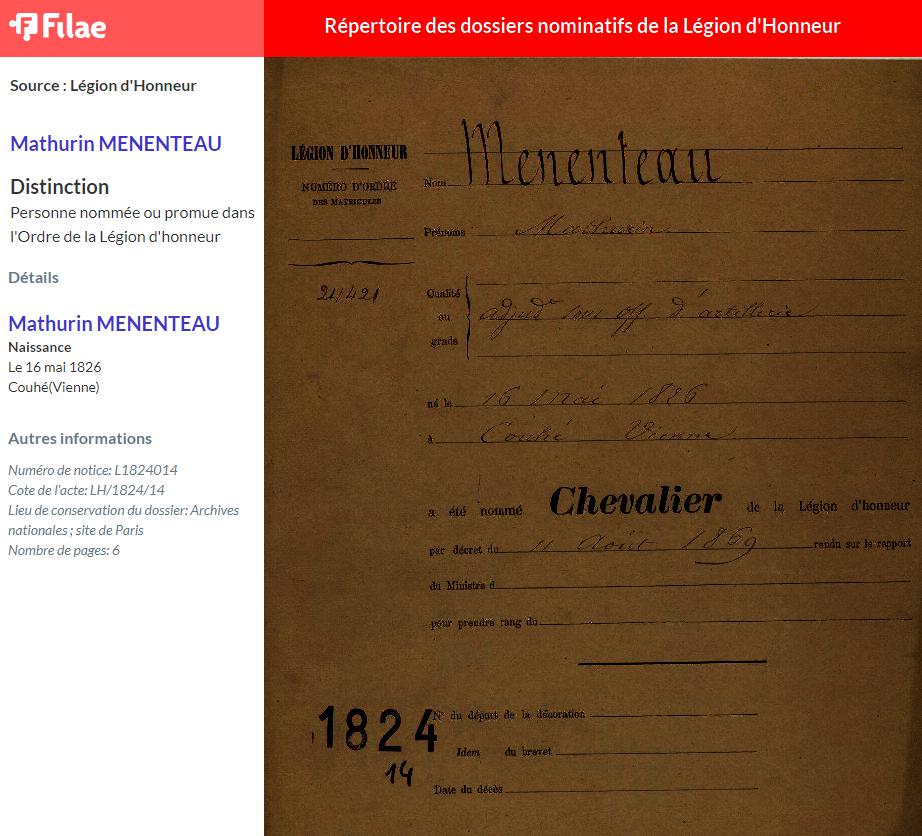 Filae
Répertoire des dossiers nominatifs de la Légion d'Honneur
Source : Légion d'Honneur
Mathurin MENENTEAU
Distinction
Personne nommée ou promue dans
l'Ordre de la Légion d'honneur
Détails
Mathurin MENENTEAU
Naissance
Le 16 mai 1826
Couhé(Vienne)
Autres informations
Numéro de notice: L1824014
Cote de l'acte: LH/1824/14
Lieu de conservation du dossier: Archives
nationales ; site de Paris
Nombre de pages: 6
LÉGION D'HONNEUR
NUMÉRO D'ORDRE
DES MATRICULES
21,421
Nom Menenteau
Prénoms Mathurin
Qualité
ou
grade
adjudt sous off d'artillerie
né le 16 mai 1826
à Couhé Vienne
a été nommé Chevalier de la Légion d'honneur
par décret du 11 Août 1869 rendu sur le rapport
du Ministre d
pour prendre rang du
1824
14
N° du départ de la décoration
Idem du brevet
Date du décès